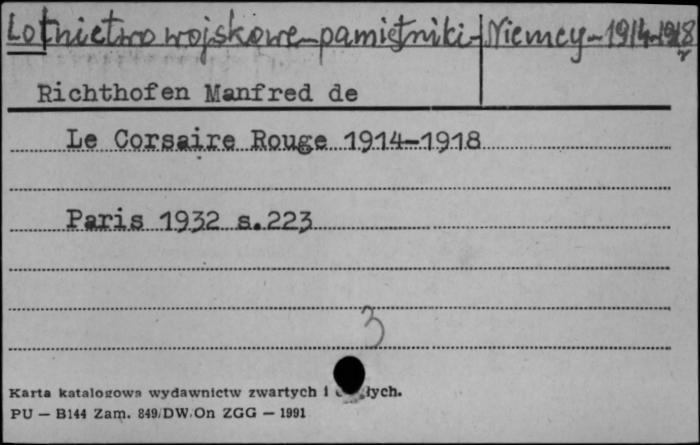 Lotnictwo wojskowe-pamiętniki-Niemcy-1914-1918 r
Richthofen Manfred de
Le Corsaire Rouge 1914-1918
Paris 1932 s.223
3
Karta katalogowa wydawnictw zwartych i łych.
PU — B144 Zam. 849/DW/On ZGG — 1991